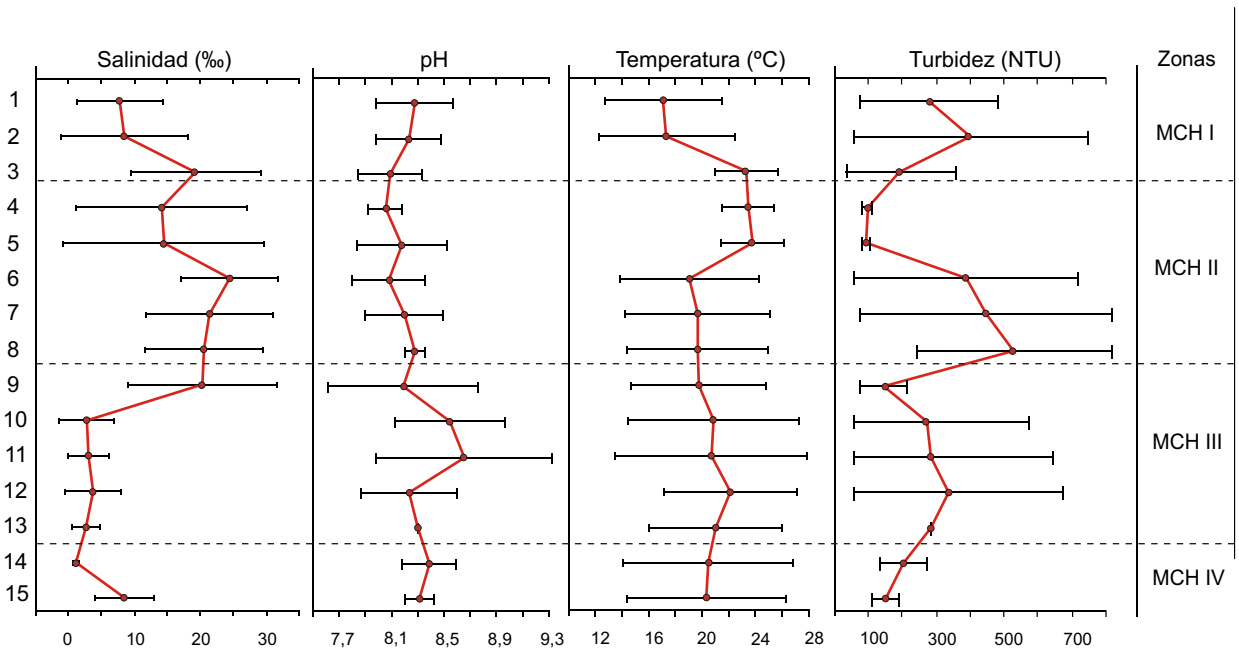 Salinidad (‰) pH Temperatura (ºC) Turbidez (NTU) Zonas
1
2
MCH I
3
4
5
MCH II
6
7
8
9
10
MCH III
11
12
13
14
MCH IV
15
0 10 20 30 7,7 8,1 8,5 8,9 9,3 12 16 20 24 28 100 300 500 700